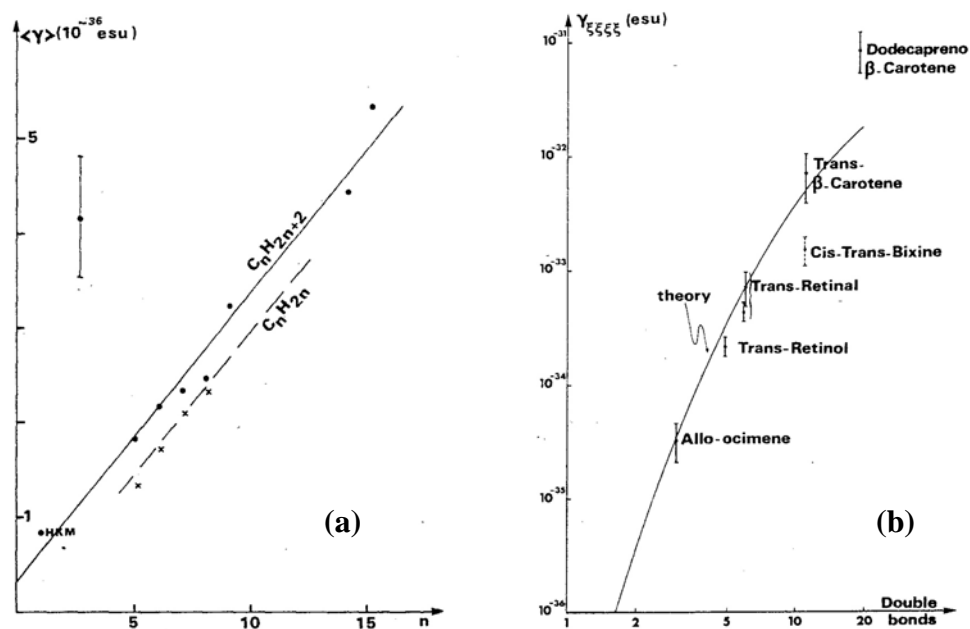 <γ>(10⁻³⁶ esu)
5
1
HKM
CnH2n+2
CnH2n
5
10
15
n
(a)
γξξξξ (esu)
10⁻³¹
10⁻³²
10⁻³³
10⁻³⁴
10⁻³⁵
10⁻³⁶
Dodecapreno
β-Carotene
Trans-
β-Carotene
Cis-Trans-Bixine
Trans-Retinal
theory
Trans-Retinol
Allo-ocimene
(b)
1
2
5
10
20
Double
bonds